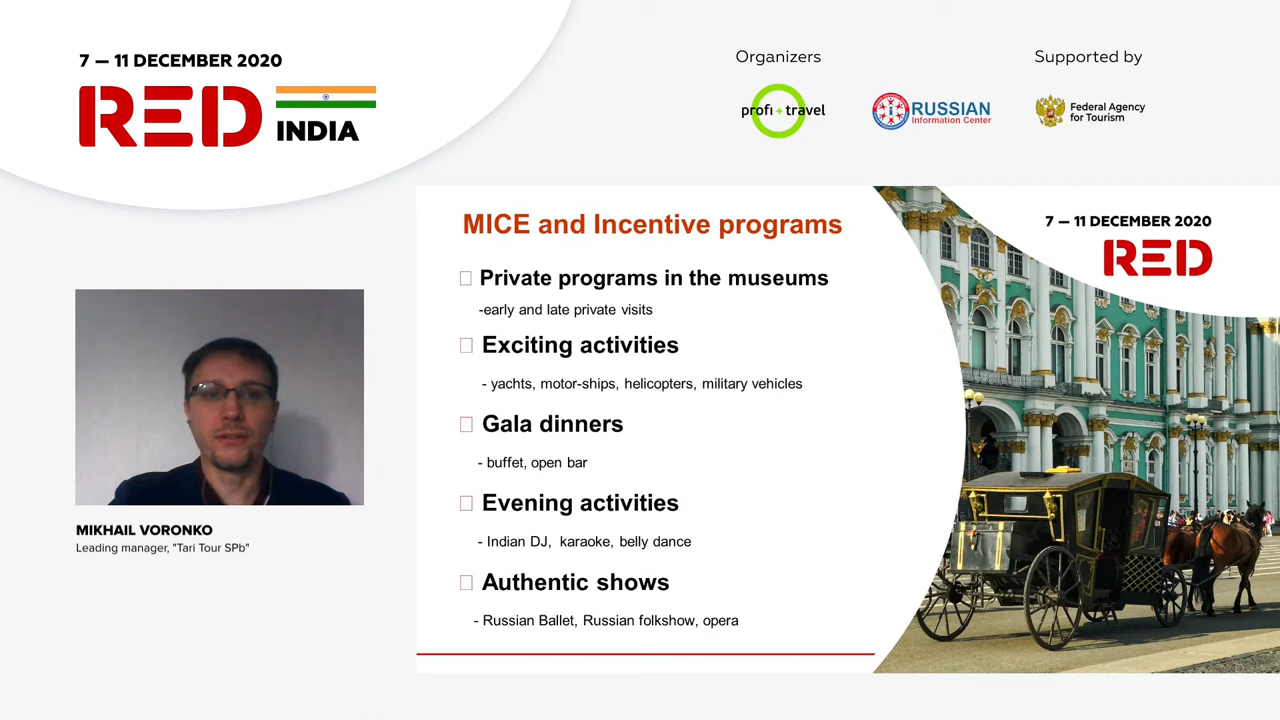 7 — 11 DECEMBER 2020
RED
INDIA
Organizers
Supported by
profi + travel
RUSSIAN
Information Center
Federal Agency
for Tourism
MICE and Incentive programs
Private programs in the museums
-early and late private visits
Exciting activities
- yachts, motor-ships, helicopters, military vehicles
Gala dinners
- buffet, open bar
Evening activities
- Indian DJ,  karaoke, belly dance
Authentic shows
- Russian Ballet, Russian folkshow, opera
7 — 11 DECEMBER 2020
RED
MIKHAIL VORONKO
Leading manager, "Tari Tour SPb"